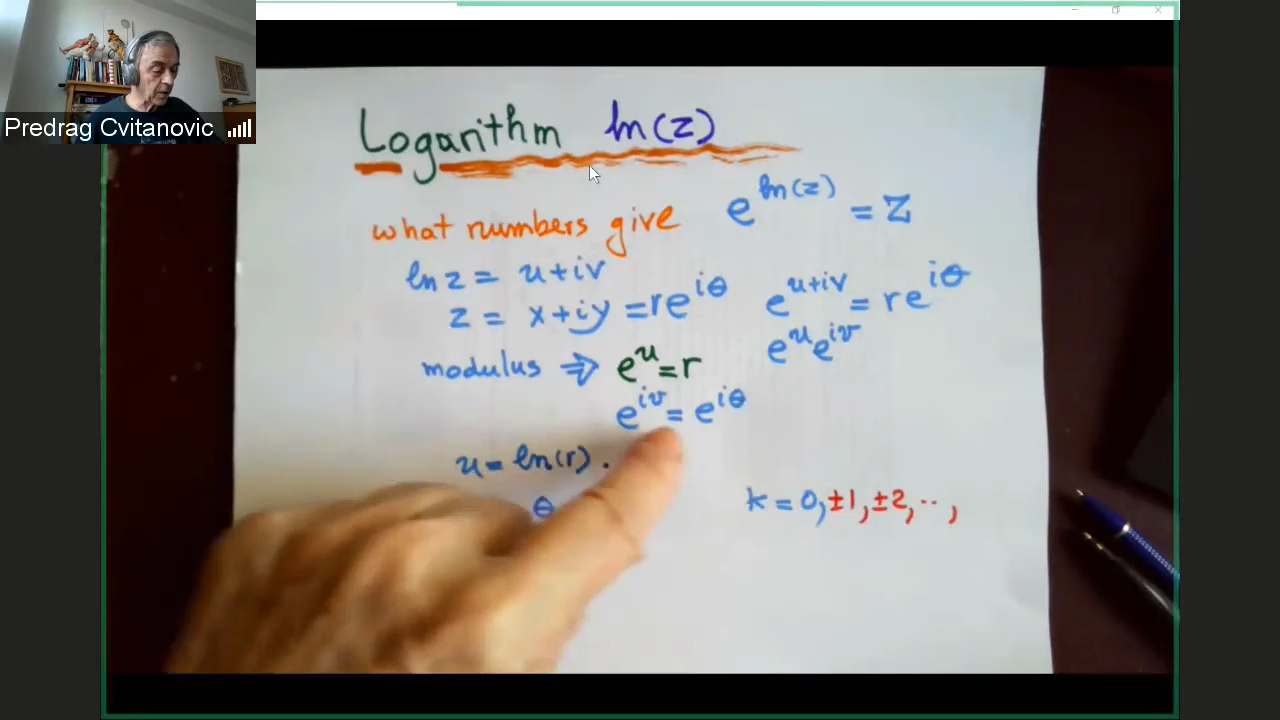 Predrag Cvitanovic
Logarithm ln(z)
what numbers give e^ln(z) = z
ln z = u+iv
z = x+iy = re^iθ e^u+iv = re^iθ
e^u e^iv
modulus ⇒ e^u = r
e^iv = e^iθ
u = ln(r).
θ k = 0, ±1, ±2, ..,